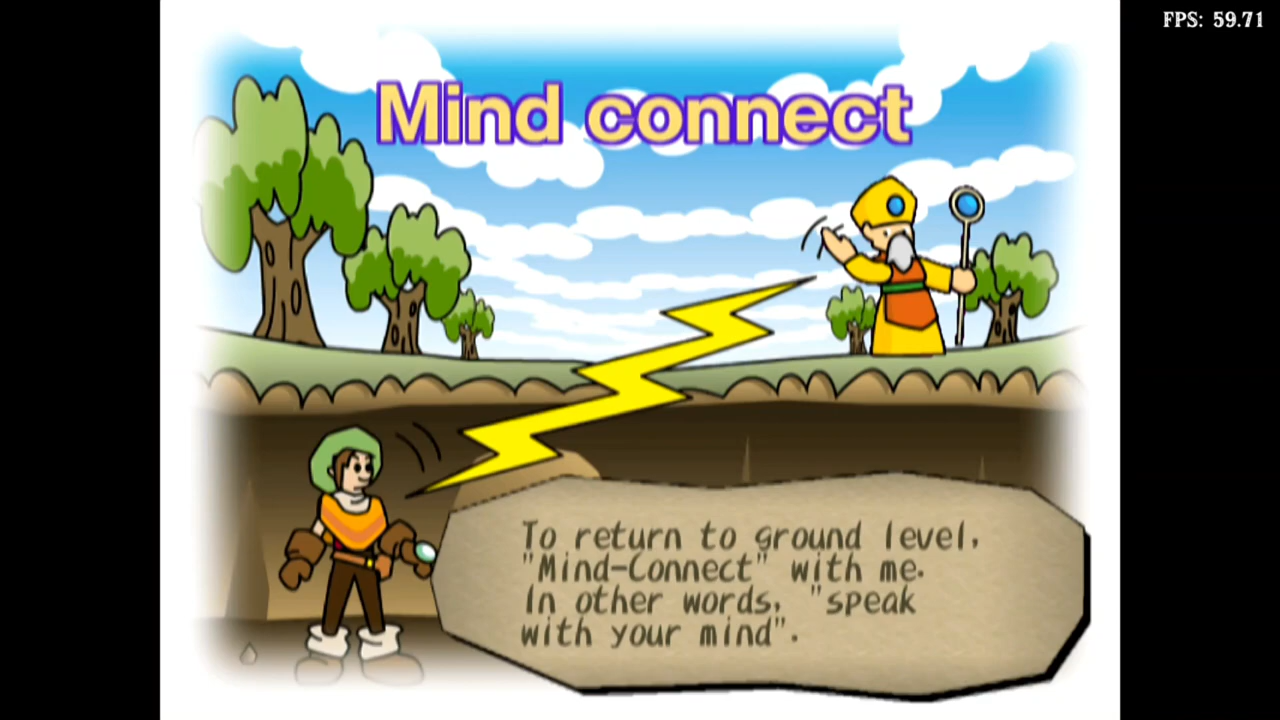 FPS: 59.71
Mind connect
To return to ground level,
"Mind-Connect" with me.
In other words, "speak
with your mind".